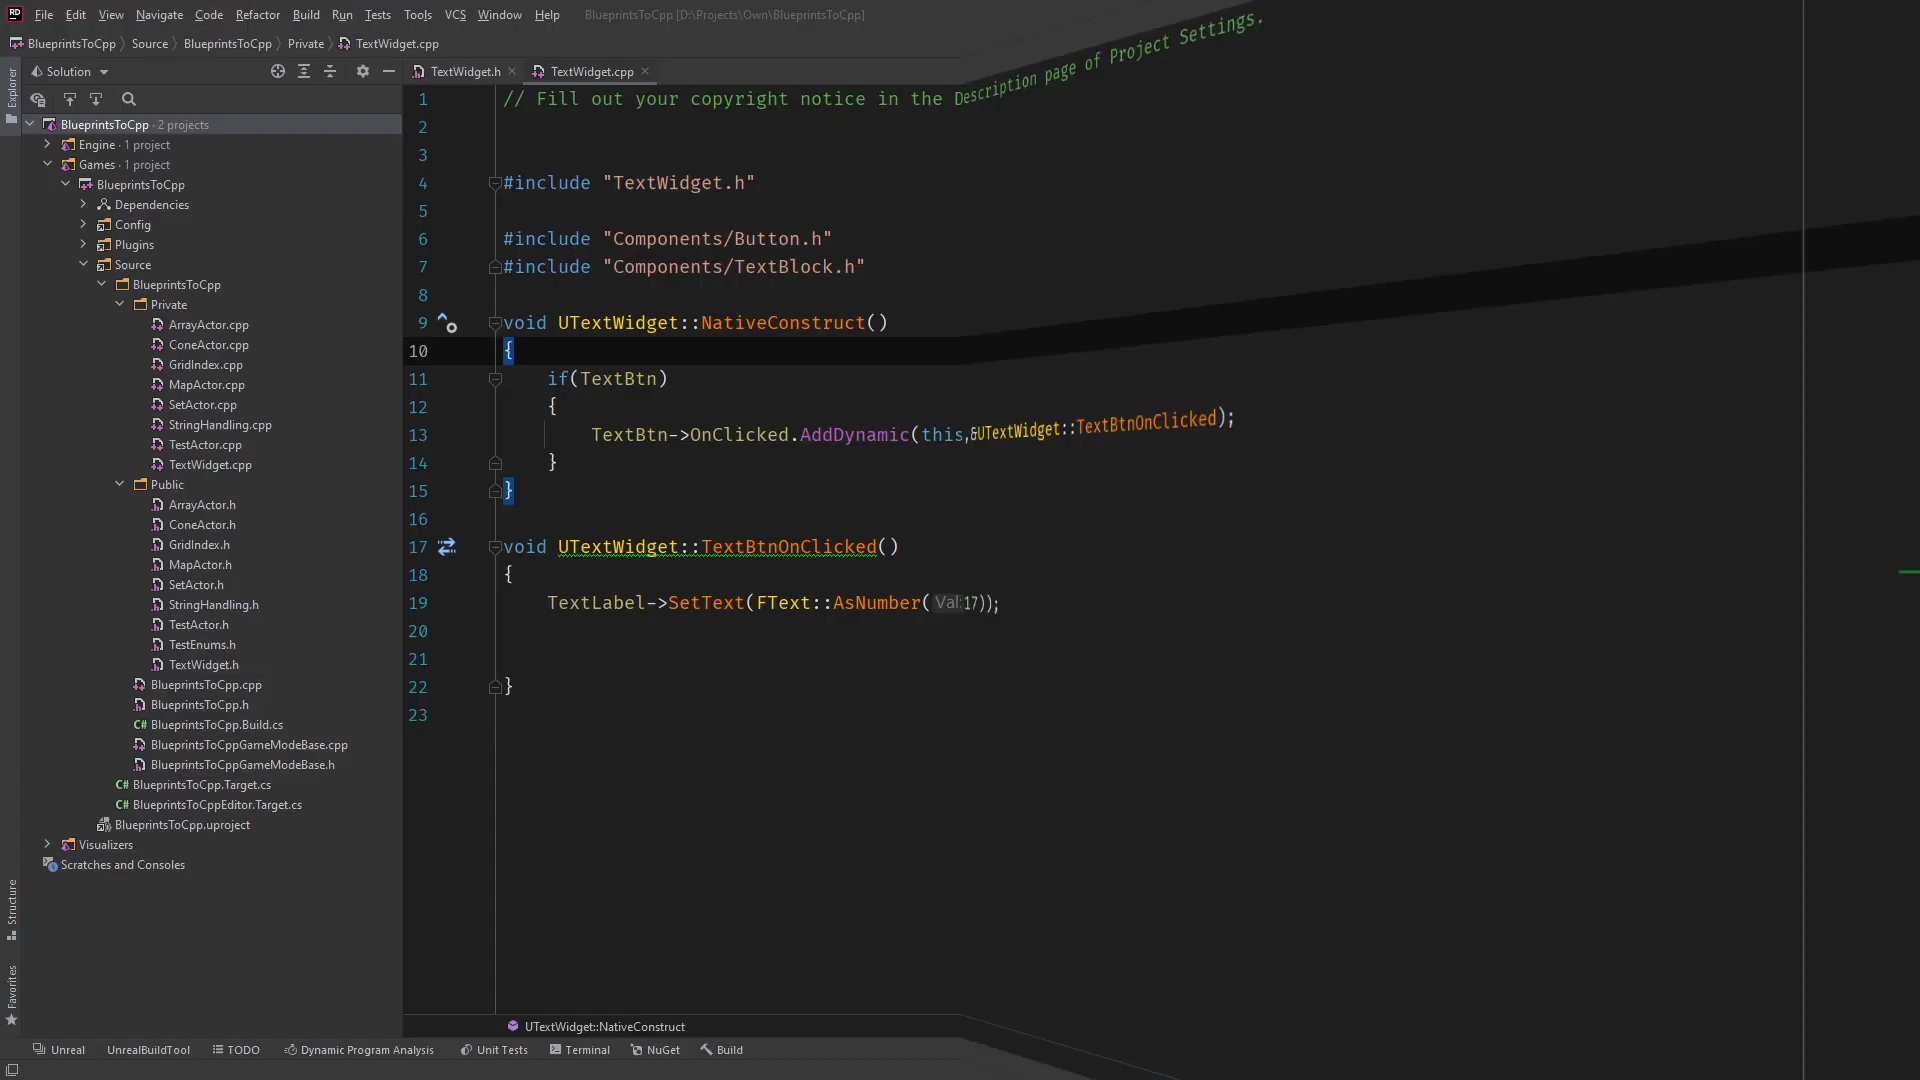 File Edit View Navigate Code Refactor Build Run Tests Tools VCS Window Help BlueprintsToCpp [D:\Projects\Own\BlueprintsToCpp]
BlueprintsToCpp Source BlueprintsToCpp Private TextWidget.cpp
Explorer
Solution
TextWidget.h
TextWidget.cpp
BlueprintsToCpp · 2 projects
Engine · 1 project
Games · 1 project
BlueprintsToCpp
Dependencies
Config
Plugins
Source
BlueprintsToCpp
Private
ArrayActor.cpp
ConeActor.cpp
GridIndex.cpp
MapActor.cpp
SetActor.cpp
StringHandling.cpp
TestActor.cpp
TextWidget.cpp
Public
ArrayActor.h
ConeActor.h
GridIndex.h
MapActor.h
SetActor.h
StringHandling.h
TestActor.h
TestEnums.h
TextWidget.h
BlueprintsToCpp.cpp
BlueprintsToCpp.h
C# BlueprintsToCpp.Build.cs
BlueprintsToCppGameModeBase.cpp
BlueprintsToCppGameModeBase.h
C# BlueprintsToCpp.Target.cs
C# BlueprintsToCppEditor.Target.cs
BlueprintsToCpp.uproject
Visualizers
Scratches and Consoles
Structure
Favorites
1 // Fill out your copyright notice in the Description page of Project Settings.
2
3
4 #include "TextWidget.h"
5
6 #include "Components/Button.h"
7 #include "Components/TextBlock.h"
8
9 void UTextWidget::NativeConstruct()
10 {
11 if(TextBtn)
12 {
13 TextBtn->OnClicked.AddDynamic(this,&UTextWidget::TextBtnOnClicked);
14 }
15 }
16
17 void UTextWidget::TextBtnOnClicked()
18 {
19 TextLabel->SetText(FText::AsNumber( Val: 17));
20
21
22 }
23
UTextWidget::NativeConstruct
Unreal UnrealBuildTool TODO Dynamic Program Analysis Unit Tests Terminal NuGet Build